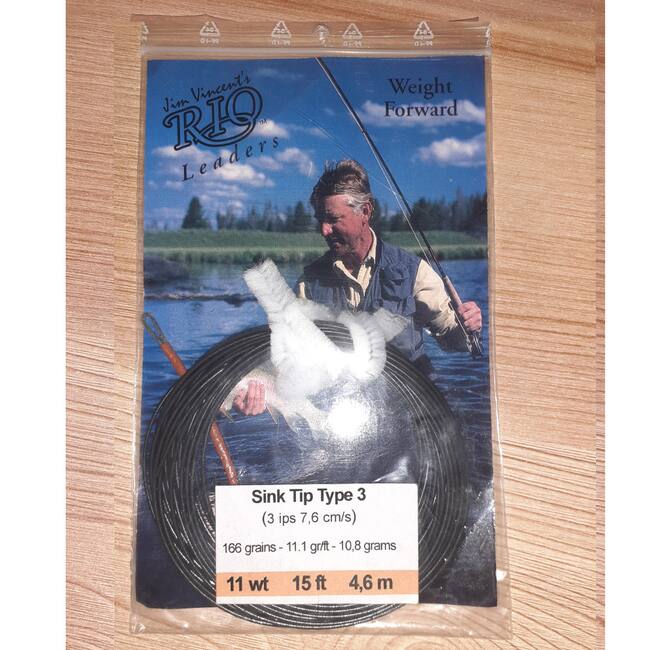 Jim Vincent's
RIO™
Leaders
Weight
Forward
Sink Tip Type 3
(3 ips 7,6 cm/s)
166 grains - 11.1 gr/ft - 10,8 grams
11 wt 15 ft 4,6 m